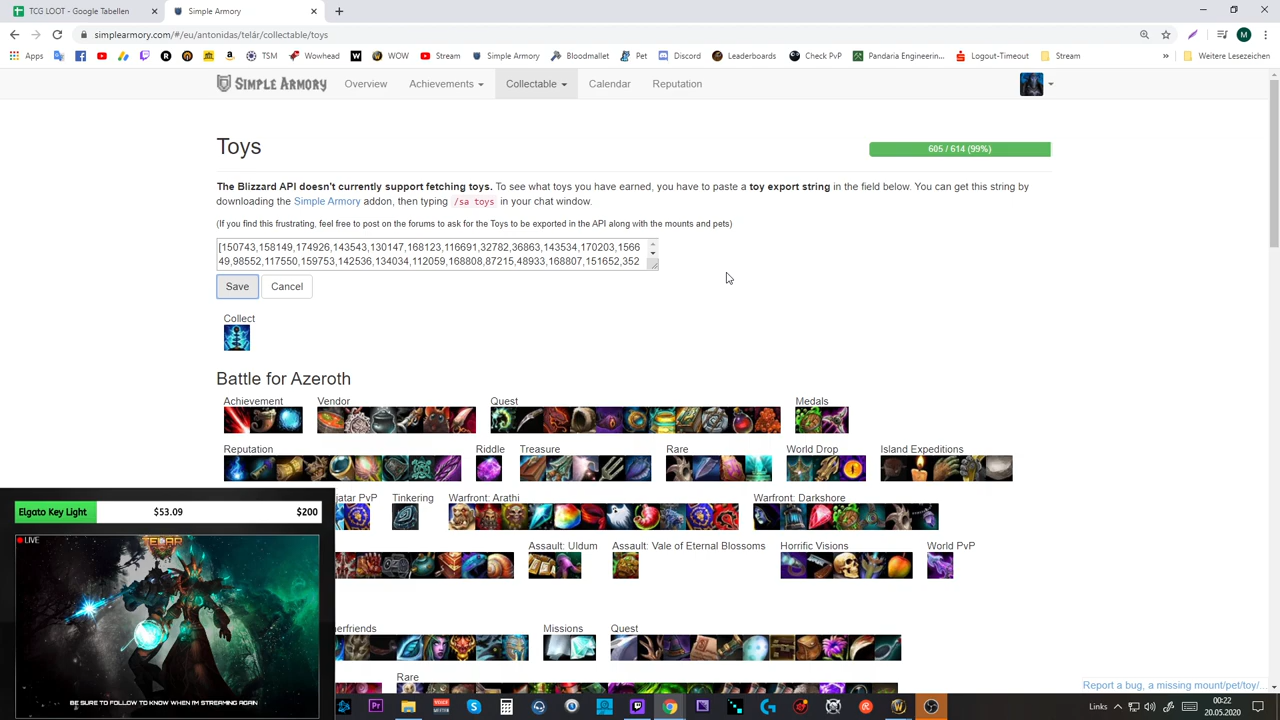 TCG LOOT - Google Tabellen
Simple Armory
simplearmory.com/#/eu/antonidas/telár/collectable/toys
Apps
TSM
Wowhead
WOW
Stream
Simple Armory
Bloodmallet
Pet
Discord
Leaderboards
Check PvP
Pandaria Engineerin...
Logout-Timeout
Stream
»
Weitere Lesezeichen
SIMPLE ARMORY
Overview
Achievements
Collectable
Calendar
Reputation
Toys
605 / 614 (99%)
The Blizzard API doesn't currently support fetching toys. To see what toys you have earned, you have to paste a toy export string in the field below. You can get this string by
downloading the Simple Armory addon, then typing /sa toys in your chat window.
(If you find this frustrating, feel free to post on the forums to ask for the Toys to be exported in the API along with the mounts and pets)
[150743,158149,174926,143543,130147,168123,116691,32782,36863,143534,170203,1566
49,98552,117550,159753,142536,134034,112059,168808,87215,48933,168807,151652,352
Save
Cancel
Collect
Battle for Azeroth
Achievement
Vendor
Quest
Medals
Reputation
Riddle
Treasure
Rare
World Drop
Island Expeditions
jatar PvP
Tinkering
Warfront: Arathi
Warfront: Darkshore
Assault: Uldum
Assault: Vale of Eternal Blossoms
Horrific Visions
World PvP
erfriends
Missions
Quest
Rare
Elgato Key Light
$53.09
$200
LIVE
TELAR
BE SURE TO FOLLOW TO KNOW WHEN I'M STREAMING AGAIN
Report a bug, a missing mount/pet/toy/...
Links
00:22
20.05.2020